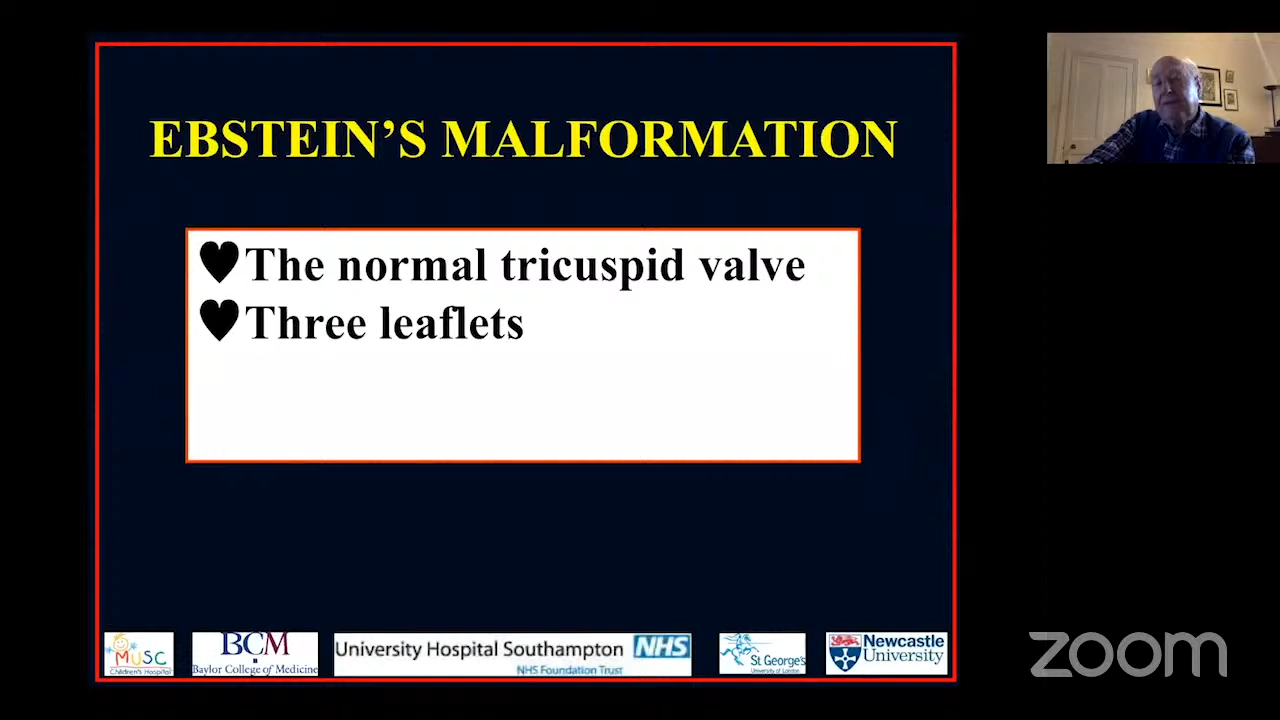 EBSTEIN’S MALFORMATION
The normal tricuspid valve
Three leaflets
MUSC
Children's Hospital
BCM
Baylor College of Medicine
University Hospital Southampton NHS
NHS Foundation Trust
St George's
University of London
Newcastle
University
zoom